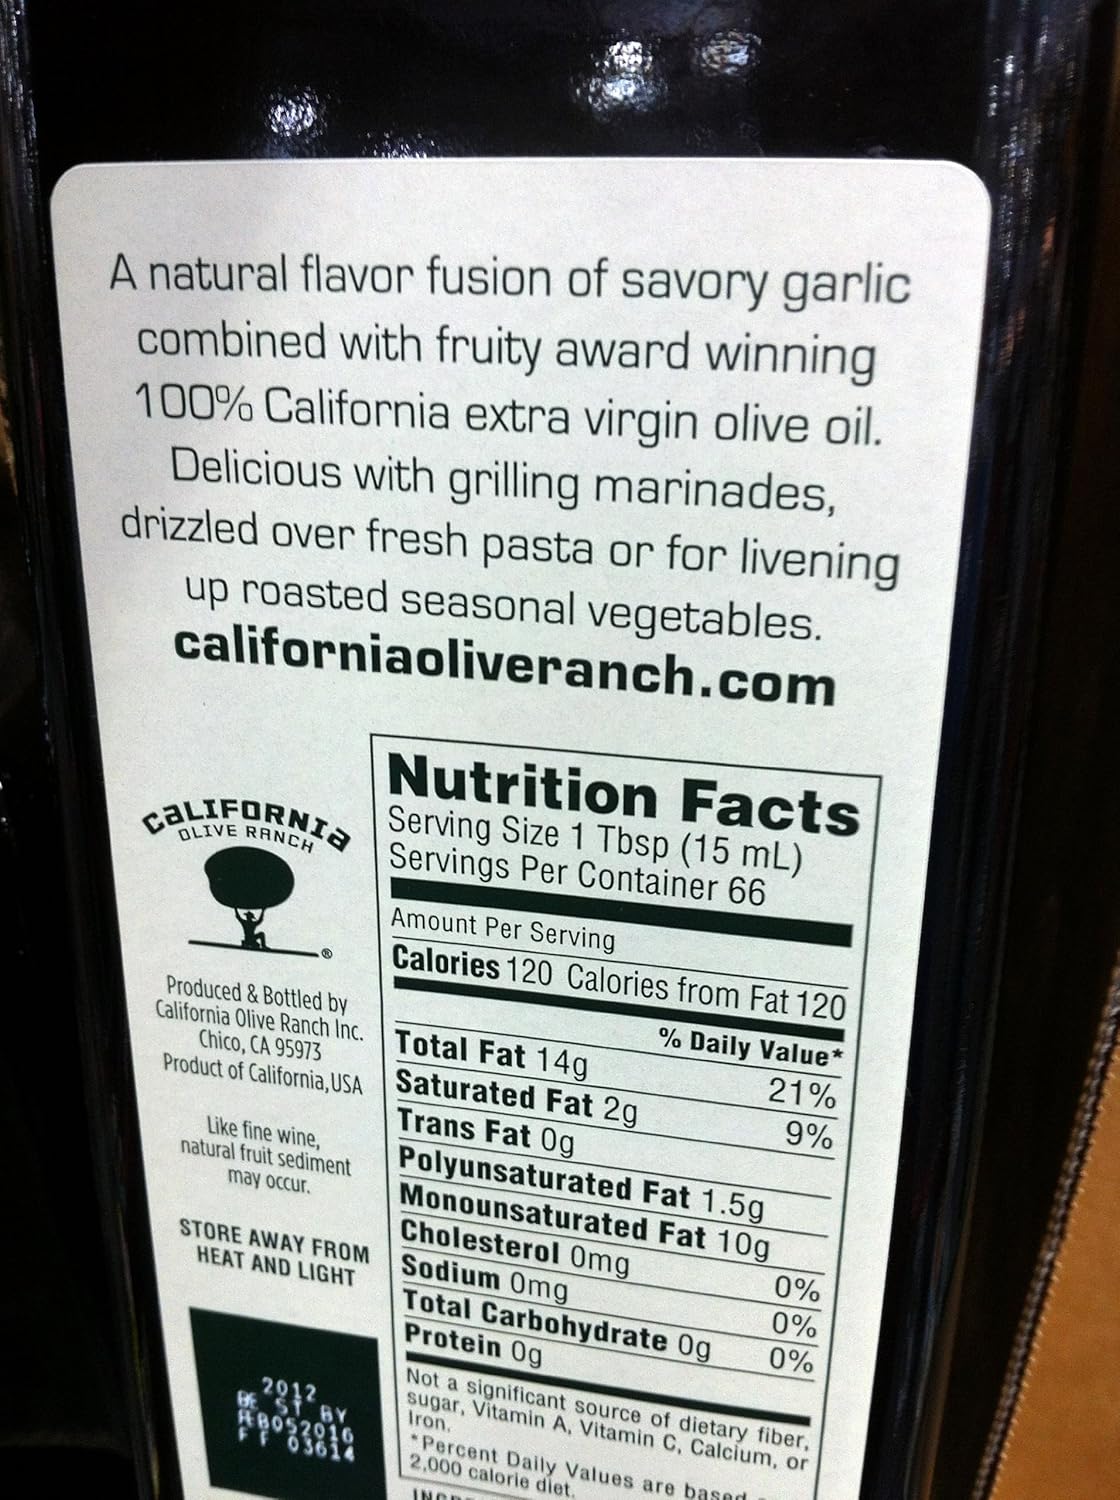 A natural flavor fusion of savory garlic
combined with fruity award winning
100% California extra virgin olive oil.
Delicious with grilling marinades,
drizzled over fresh pasta or for livening
up roasted seasonal vegetables.
californiaoliveranch.com
CaLIFORNIa
OLIVE RANCH
®
Produced & Bottled by
California Olive Ranch Inc.
Chico, CA 95973
Product of California, USA
Like fine wine,
natural fruit sediment
may occur.
STORE AWAY FROM
HEAT AND LIGHT
2012
BEST BY
FEB052016
FF 03614
Nutrition Facts
Serving Size 1 Tbsp (15 mL)
Servings Per Container 66
Amount Per Serving
Calories 120 Calories from Fat 120
% Daily Value*
Total Fat 14g 21%
Saturated Fat 2g 9%
Trans Fat 0g
Polyunsaturated Fat 1.5g
Monounsaturated Fat 10g
Cholesterol 0mg 0%
Sodium 0mg 0%
Total Carbohydrate 0g 0%
Protein 0g
Not a significant source of dietary fiber,
sugar, Vitamin A, Vitamin C, Calcium, or
Iron.
*Percent Daily Values are based
2,000 calorie diet.